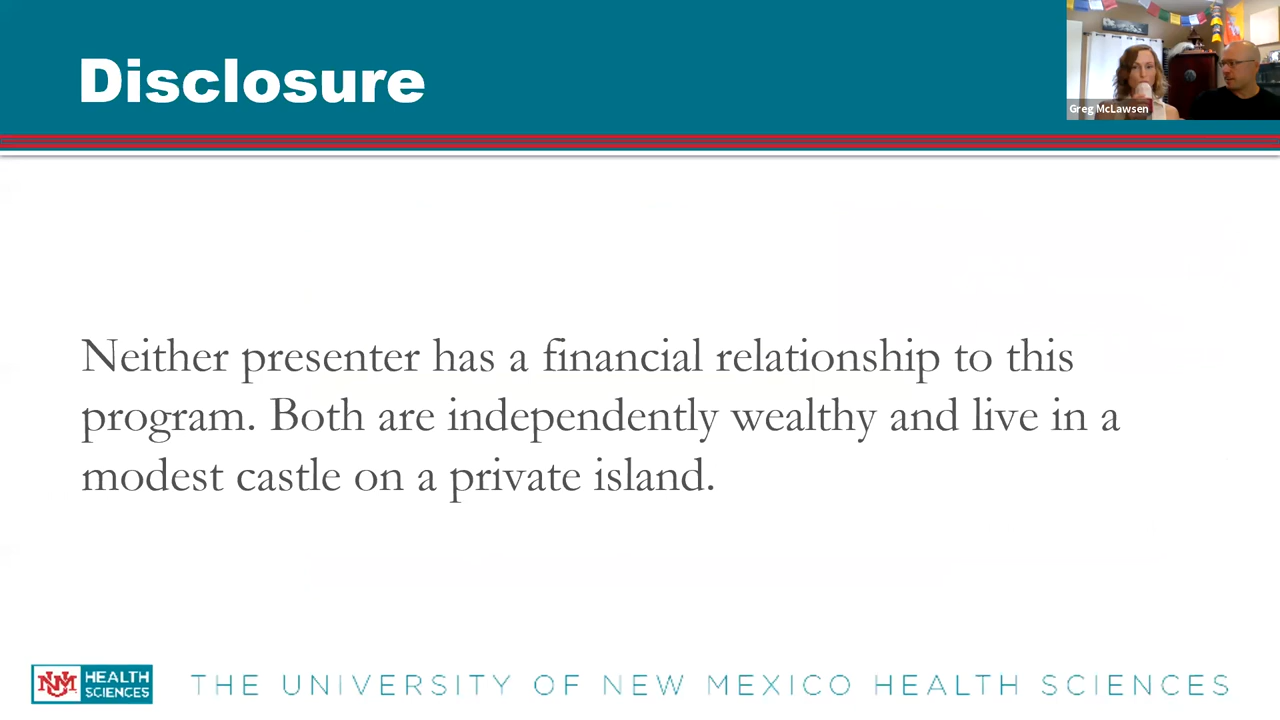 Disclosure
Greg McLawsen
Neither presenter has a financial relationship to this
program. Both are independently wealthy and live in a
modest castle on a private island.
UNM HEALTH
SCIENCES
THE UNIVERSITY OF NEW MEXICO HEALTH SCIENCES